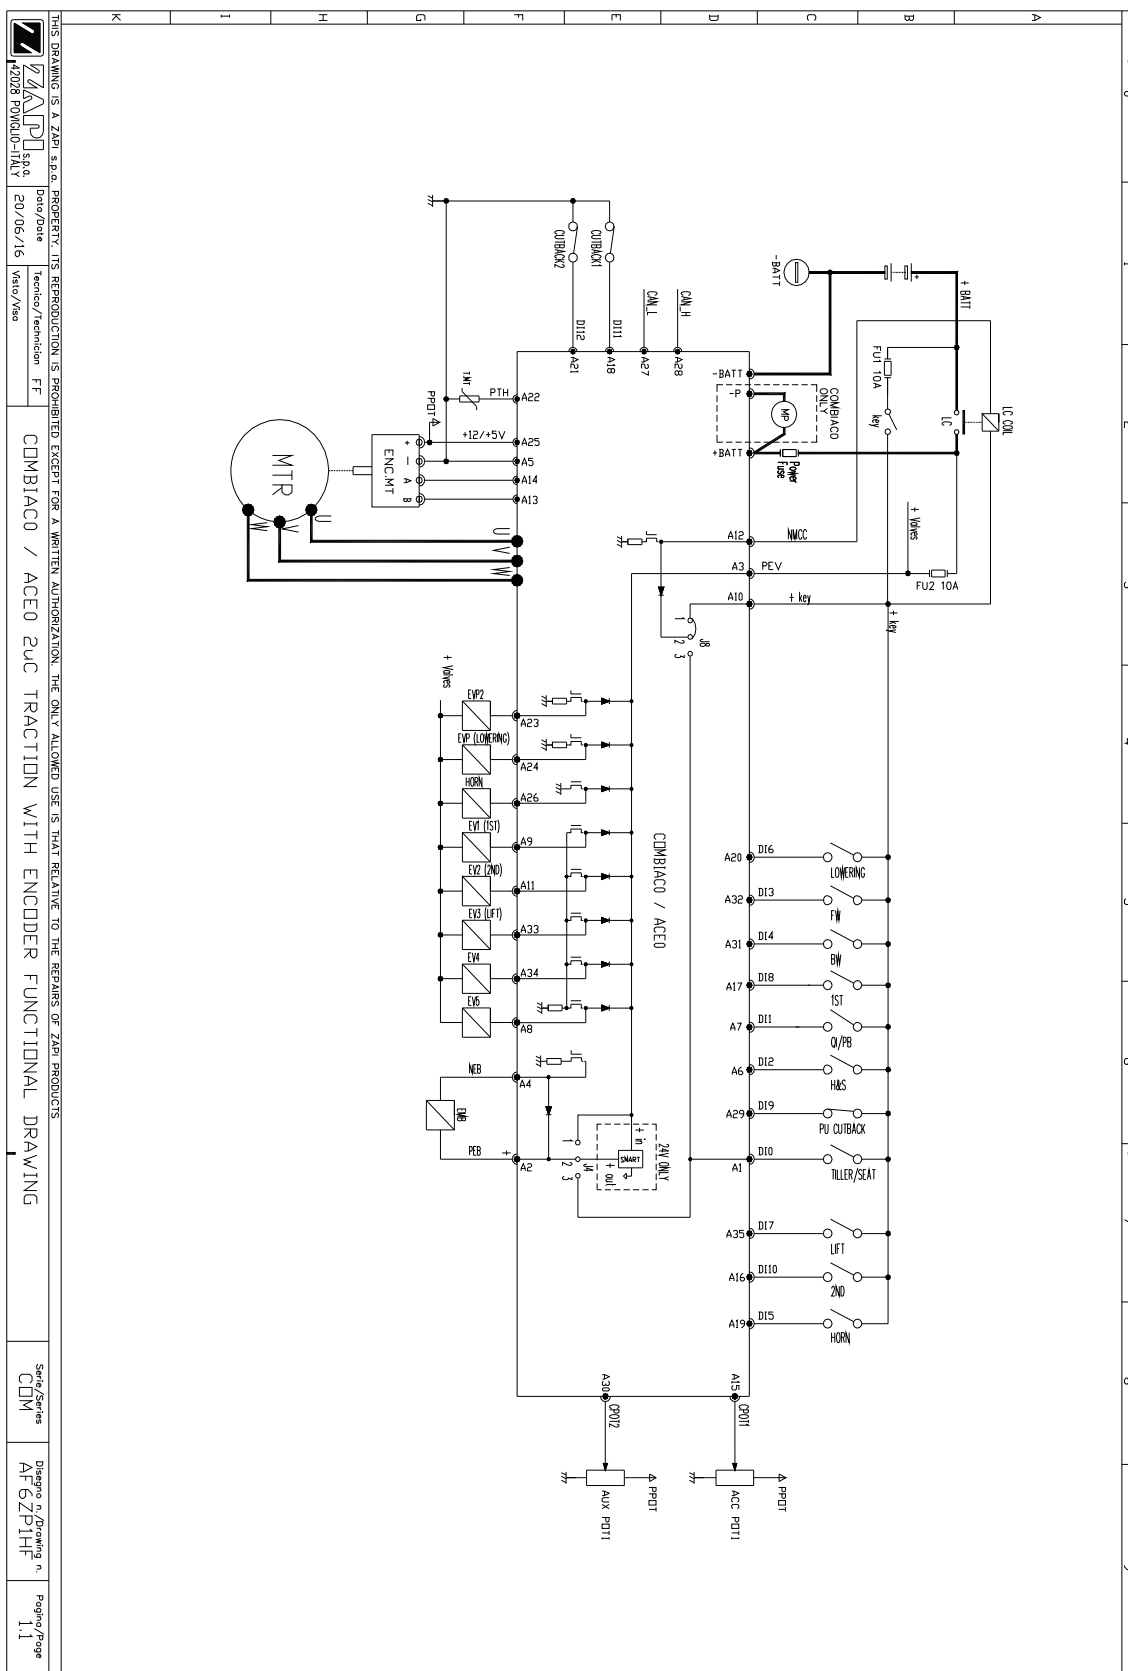 K I H G F E D C B A
THIS DRAWING IS A ZAPI s.p.a. PROPERTY. ITS REPRODUCTION IS PROHIBITED EXCEPT FOR A WRITTEN AUTHORIZATION. THE ONLY ALLOWED USE IS THAT RELATIVE TO THE REPAIRS OF ZAPI PRODUCTS
+ BATT
-BATT
LC COIL
LC
FU1 10A
key
+ Valves
FU2 10A
+ key
CUTBACK1
CUTBACK2
DI11
DI12
CAN_L
CAN_H
A21
A18
A27
A28
-BATT
-P
+BATT
COMBIAC0
ONLY
MP
Power
Fuse
A12
NMCC
A3
PEV
A10
+ key
T.MT
PTH
A22
PPOT
+12/+5V
A25
A5
A14
A13
+
-
A
B
ENC.MT
MTR
U
V
W
U
V
W
J8
1
2
3
+ Valves
EVP2
A23
EVP (LOWERING)
A24
HORN
A26
EV1 (1ST)
A9
EV2 (2ND)
A11
EV3 (LIFT)
A33
EV4
A34
EV5
A8
COMBIAC0 / ACE0
NEB
A4
EMB
PEB
+
A2
J4
1
2
3
+ in
SMART
+ out
24V ONLY
A20
DI6
LOWERING
A32
DI3
FW
A31
DI4
BW
A17
DI8
1ST
A7
DI1
QI/PB
A6
DI2
H&S
A29
DI9
PU CUTBACK
A1
DI0
TILLER/SEAT
A35
DI7
LIFT
A16
DI10
2ND
A19
DI5
HORN
A30
CPOT2
PPOT
AUX POT1
A15
CPOT1
PPOT
ACC POT1
ZAPI s.p.a.
42028 POVIGLIO-ITALY
Data/Date
20/06/16
Tecnico/Technician FF
Visto/Visa
COMBIAC0 / ACE0 2uC TRACTION WITH ENCODER FUNCTIONAL DRAWING
Serie/Series
COM
Disegno n./Drawing n.
AF6ZP1HF
Pagina/Page
1.1